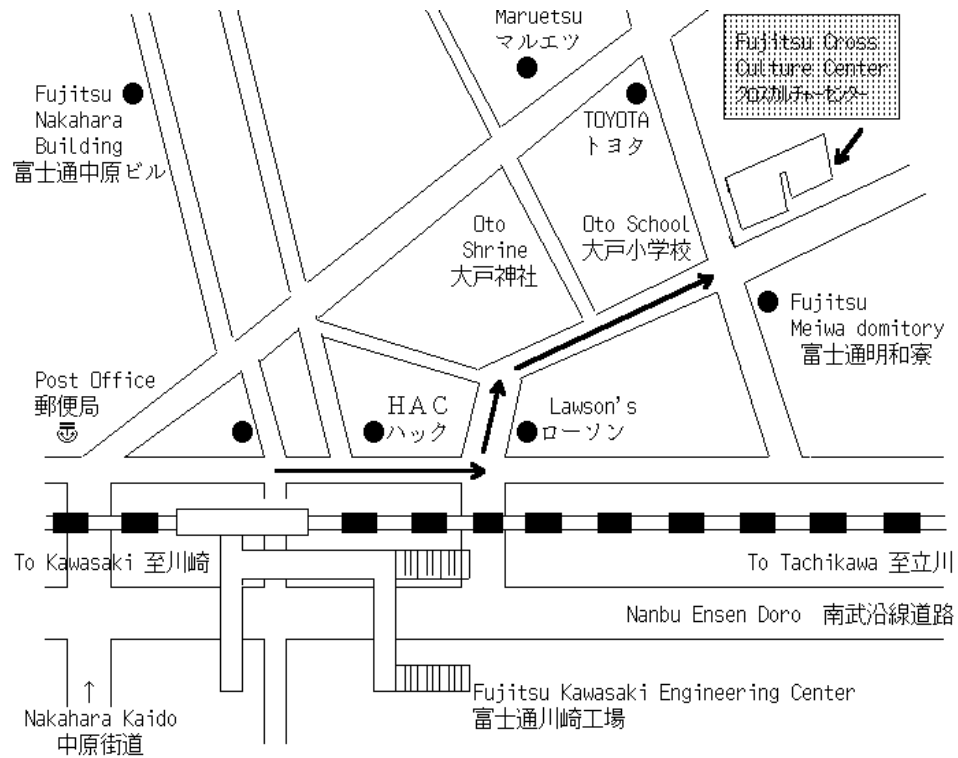 Maruetsu
マルエツ
Fujitsu Cross
Culture Center
クロスカルチャーセンター
Fujitsu
Nakahara
Building
富士通中原ビル
TOYOTA
トヨタ
Oto
Shrine
大戸神社
Oto School
大戸小学校
Fujitsu
Meiwa domitory
富士通明和寮
Post Office
郵便局
HAC
ハック
Lawson's
ローソン
To Kawasaki 至川崎
To Tachikawa 至立川
Nanbu Ensen Doro 南武沿線道路
↑
Nakahara Kaido
中原街道
Fujitsu Kawasaki Engineering Center
富士通川崎工場